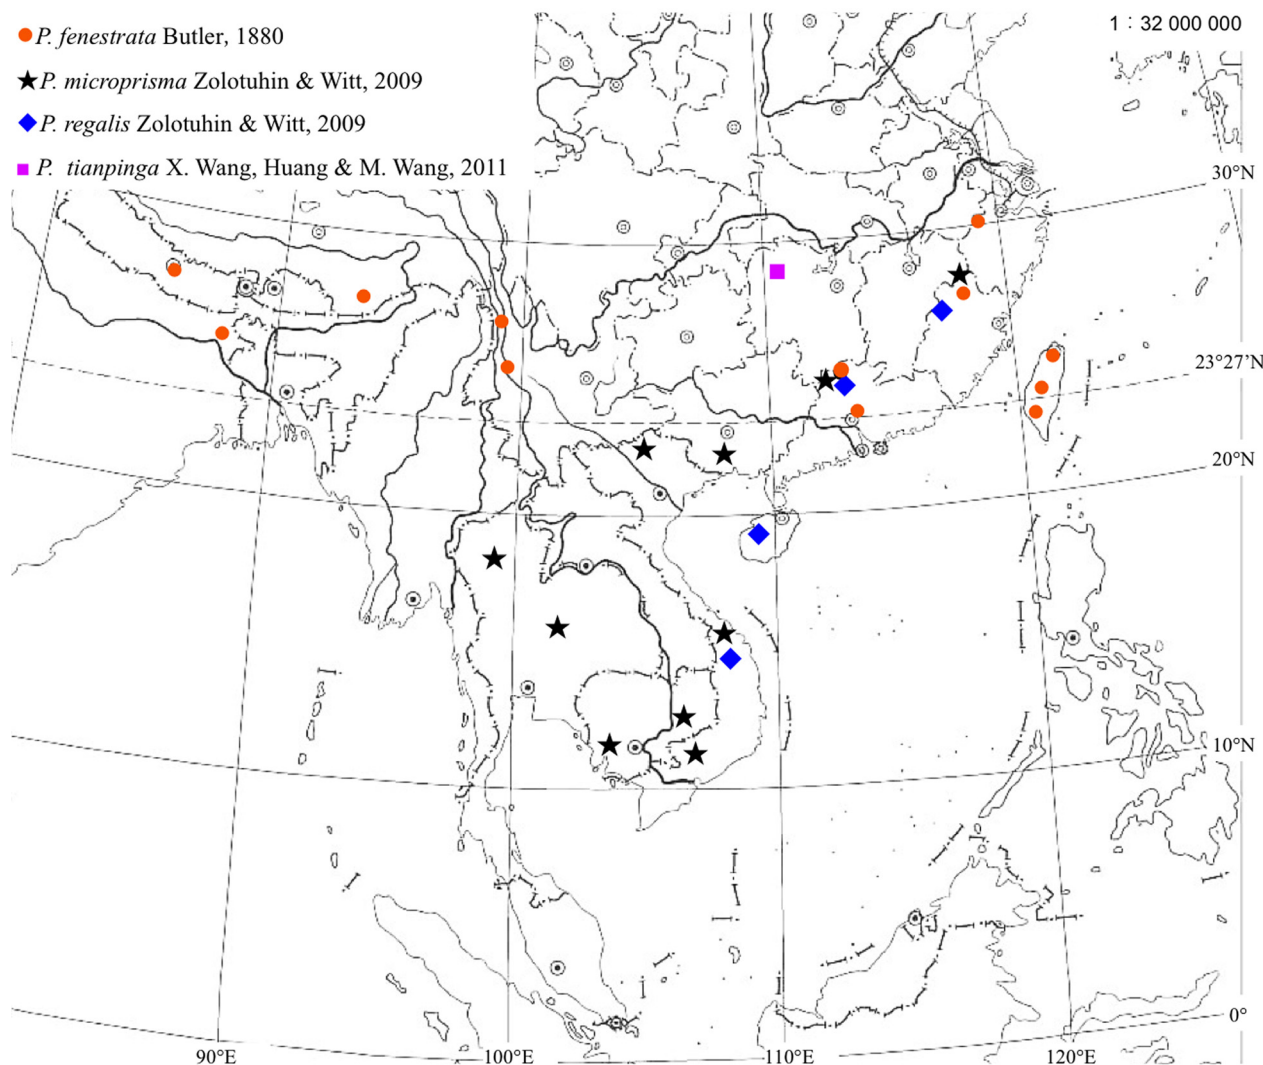 P. fenestrata Butler, 1880
1 : 32 000 000
P. microprisma Zolotuhin & Witt, 2009
P. regalis Zolotuhin & Witt, 2009
P. tianpinga X. Wang, Huang & M. Wang, 2011
30°N
23°27′N
20°N
10°N
0°
90°E
100°E
110°E
120°E